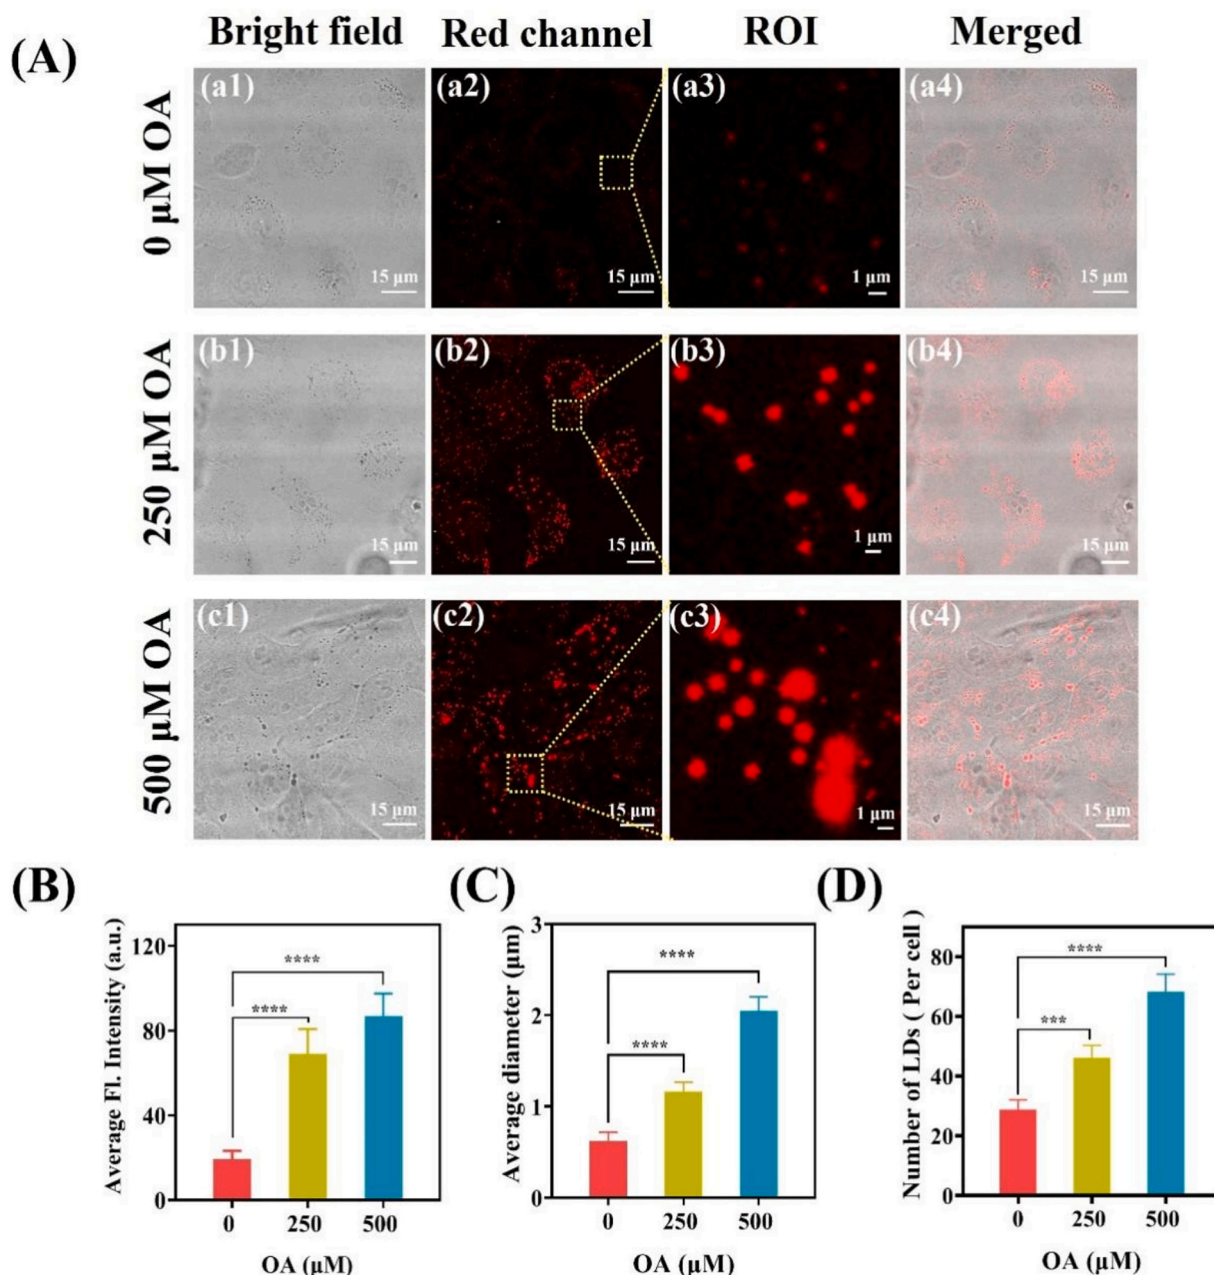 (A)
Bright field Red channel ROI Merged
0 µM OA
(a1) (a2) (a3) (a4)
15 µm 15 µm 1 µm 15 µm
250 µM OA
(b1) (b2) (b3) (b4)
15 µm 15 µm 1 µm 15 µm
500 µM OA
(c1) (c2) (c3) (c4)
15 µm 15 µm 1 µm 15 µm
(B)
Average Fl. Intensity (a.u.)
120
80
40
0
****
****
0 250 500
OA (µM)
(C)
Average diameter (µm)
3
2
1
0
****
****
0 250 500
OA (µM)
(D)
Number of LDs ( Per cell)
80
60
40
20
0
****
***
0 250 500
OA (µM)